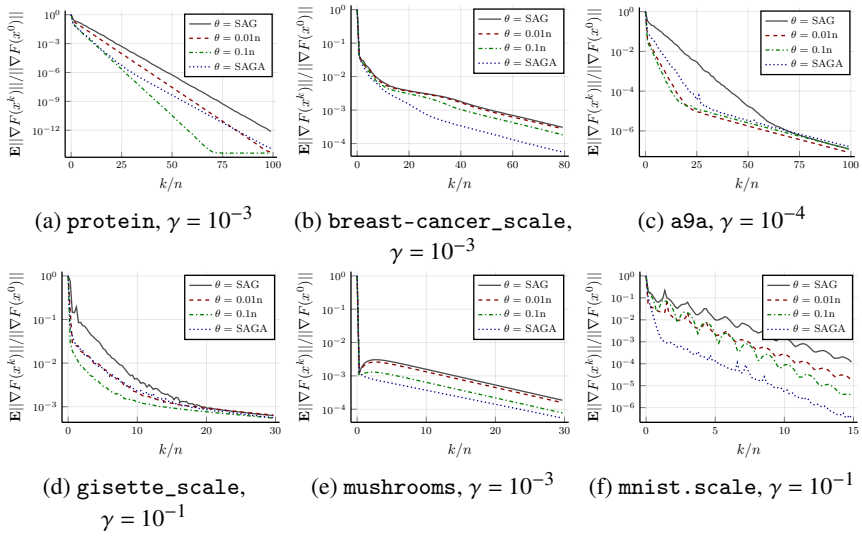 10^0
10^-3
10^-6
10^-9
10^-12
0 25 50 75 100
k/n
E||∇F(x^k)||/||∇F(x^0)||
θ = SAG
θ = 0.01n
θ = 0.1n
θ = SAGA
(a) protein, γ = 10^-3
10^0
10^-1
10^-2
10^-3
10^-4
0 20 40 60 80
k/n
E||∇F(x^k)||/||∇F(x^0)||
θ = SAG
θ = 0.01n
θ = 0.1n
θ = SAGA
(b) breast-cancer_scale,
γ = 10^-3
10^0
10^-2
10^-4
10^-6
0 25 50 75 100
k/n
E||∇F(x^k)||/||∇F(x^0)||
θ = SAG
θ = 0.01n
θ = 0.1n
θ = SAGA
(c) a9a, γ = 10^-4
10^0
10^-1
10^-2
10^-3
0 10 20 30
k/n
E||∇F(x^k)||/||∇F(x^0)||
θ = SAG
θ = 0.01n
θ = 0.1n
θ = SAGA
(d) gisette_scale,
γ = 10^-1
10^0
10^-1
10^-2
10^-3
10^-4
0 10 20 30
k/n
E||∇F(x^k)||/||∇F(x^0)||
θ = SAG
θ = 0.01n
θ = 0.1n
θ = SAGA
(e) mushrooms, γ = 10^-3
10^0
10^-1
10^-2
10^-3
10^-4
10^-5
10^-6
0 5 10 15
k/n
E||∇F(x^k)||/||∇F(x^0)||
θ = SAG
θ = 0.01n
θ = 0.1n
θ = SAGA
(f) mnist.scale, γ = 10^-1